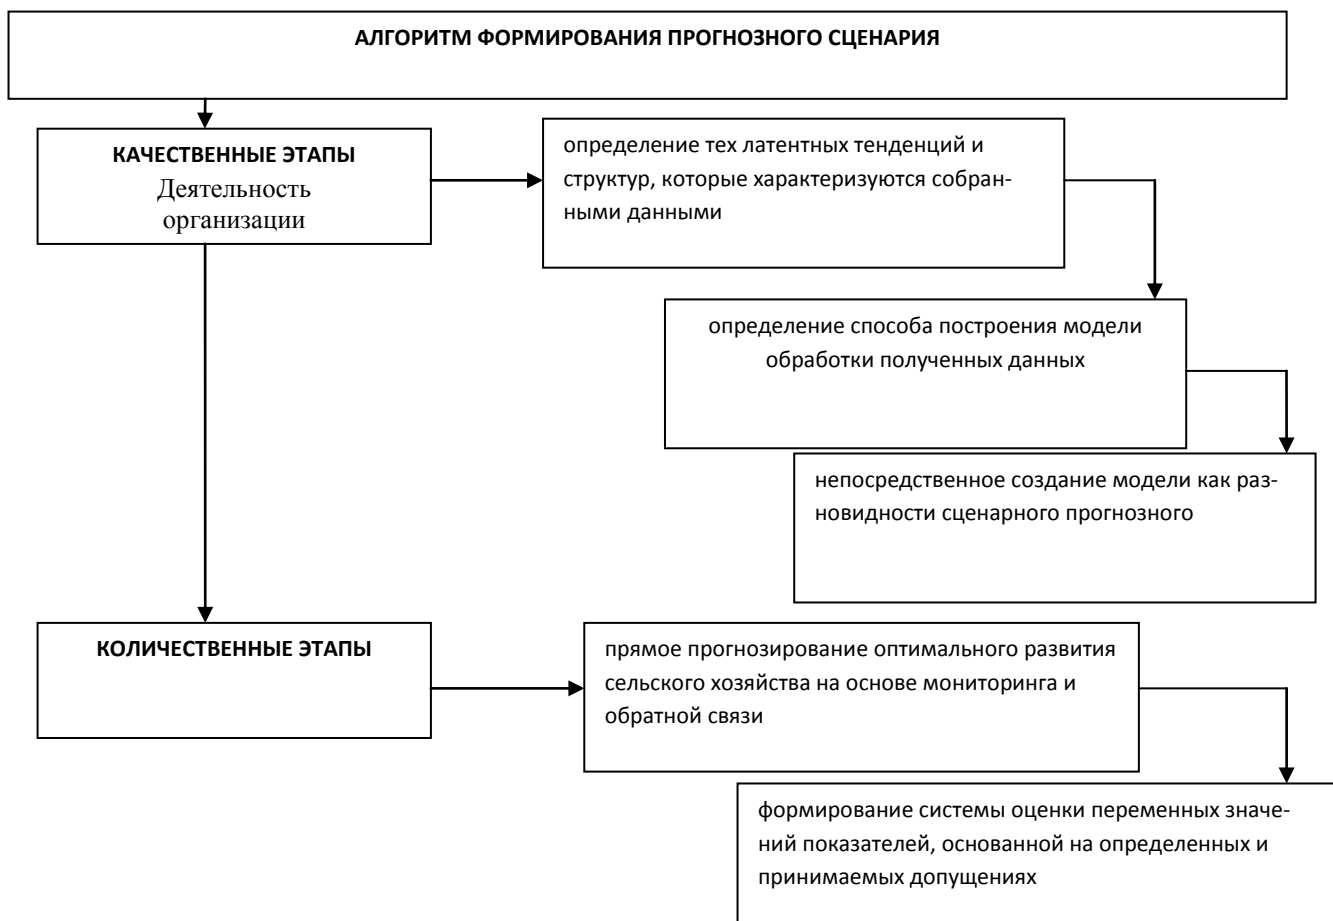 АЛГОРИТМ ФОРМИРОВАНИЯ ПРОГНОЗНОГО СЦЕНАРИЯ
КАЧЕСТВЕННЫЕ ЭТАПЫ
Деятельность
организации
определение тех латентных тенденций и
структур, которые характеризуются собран-
ными данными
определение способа построения модели
обработки полученных данных
непосредственное создание модели как раз-
новидности сценарного прогнозного
КОЛИЧЕСТВЕННЫЕ ЭТАПЫ
прямое прогнозирование оптимального развития
сельского хозяйства на основе мониторинга и
обратной связи
формирование системы оценки переменных значе-
ний показателей, основанной на определенных и
принимаемых допущениях